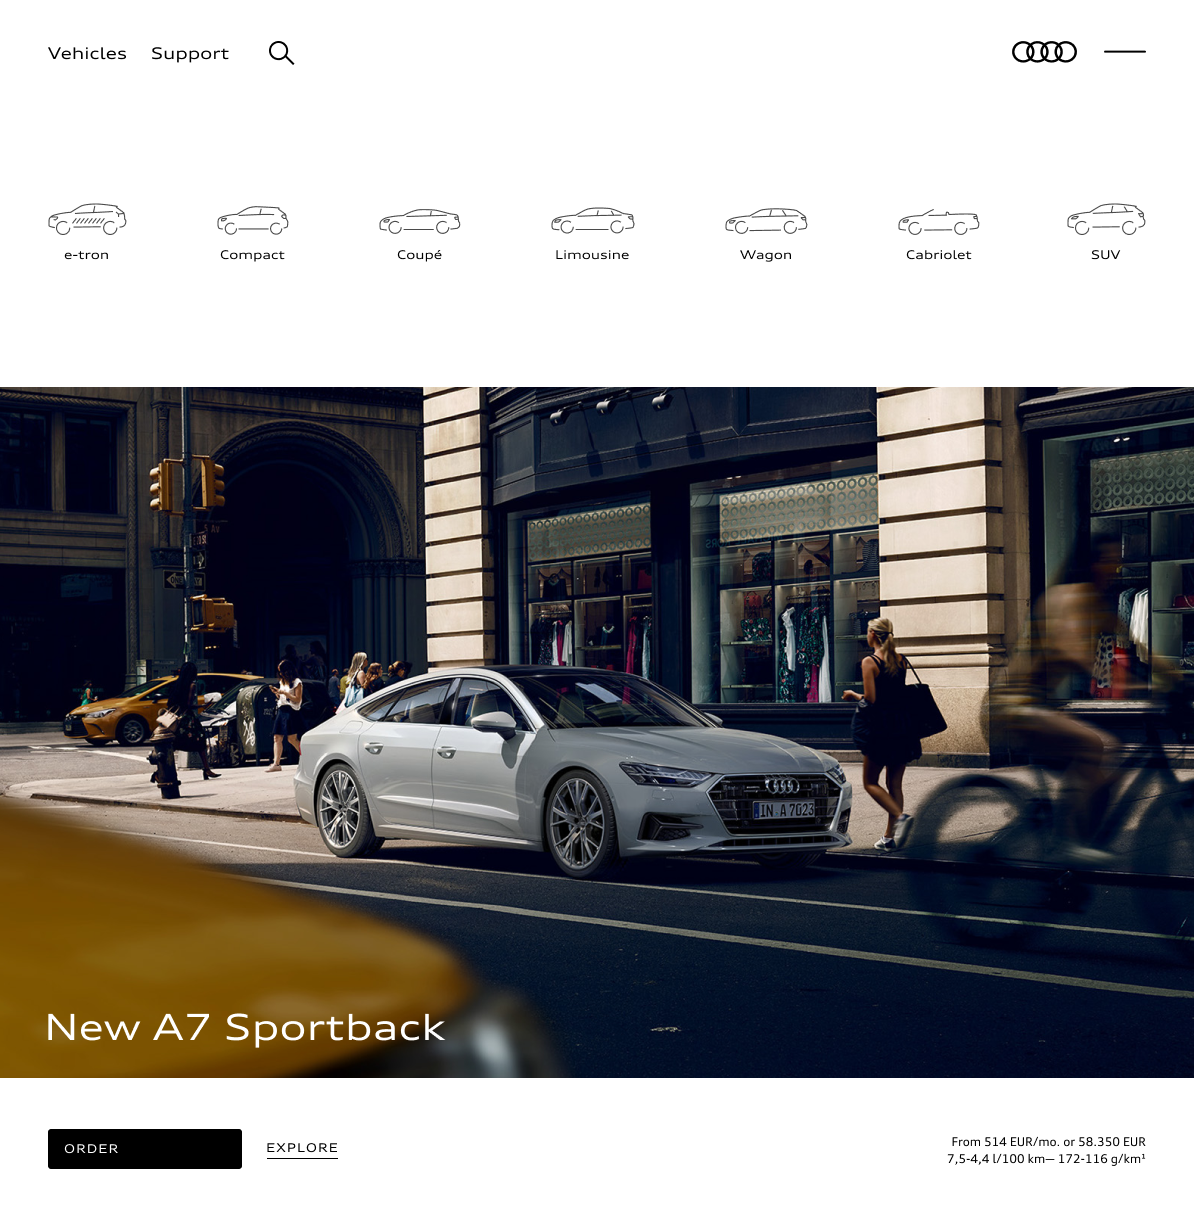 Vehicles Support
e-tron Compact Coupé Limousine Wagon Cabriolet SUV
IN A 7023
New A7 Sportback
ORDER EXPLORE
From 514 EUR/mo. or 58.350 EUR
7,5-4,4 l/100 km— 172-116 g/km¹